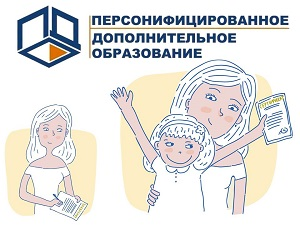 ПЕРСОНИФИЦИРОВАННОЕ
ДОПОЛНИТЕЛЬНОЕ
ОБРАЗОВАНИЕ